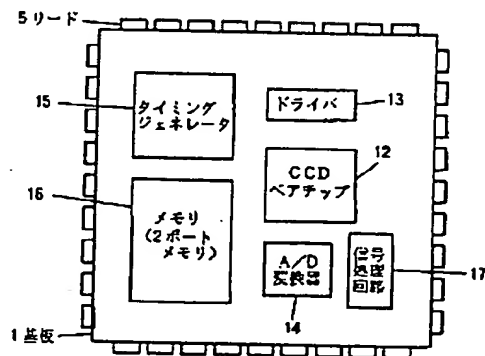 5 リード
15
タイミング
ジェネレータ
ドライバ
13
12
CCD
ベアチップ
16
メモリ
(2ポート
メモリ)
A/D
変換器
14
信号
処理
回路
17
1 基板